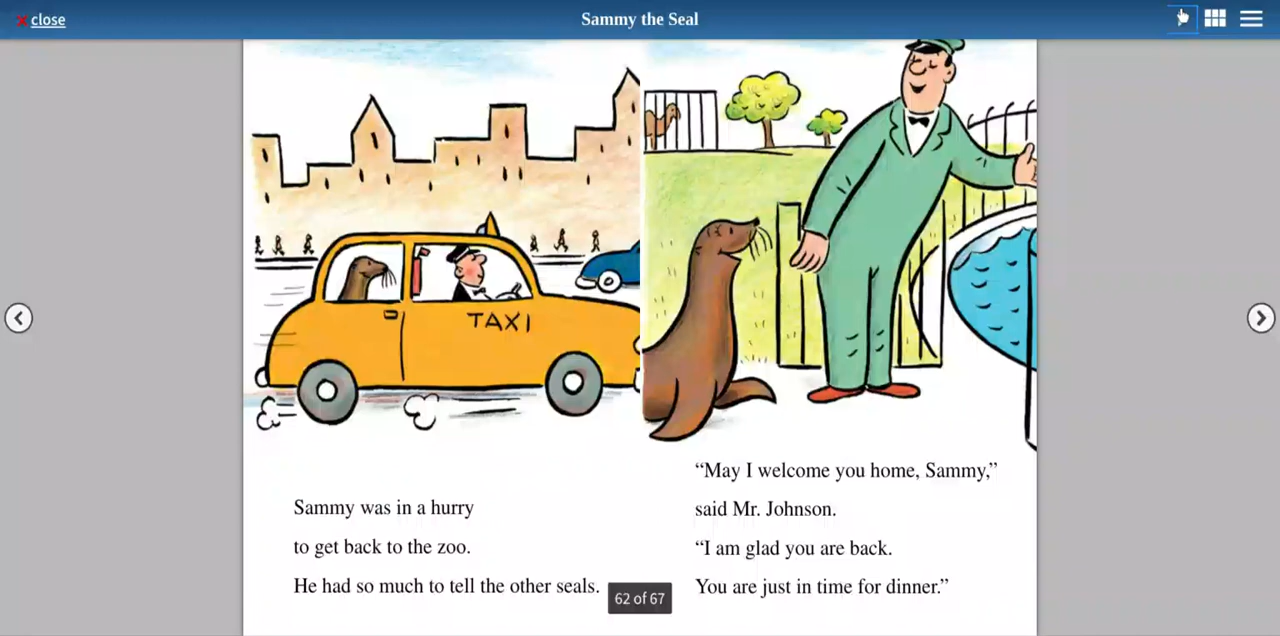 x close
Sammy the Seal
TAXI
Sammy was in a hurry
to get back to the zoo.
He had so much to tell the other seals.
“May I welcome you home, Sammy,”
said Mr. Johnson.
“I am glad you are back.
You are just in time for dinner.”
62 of 67